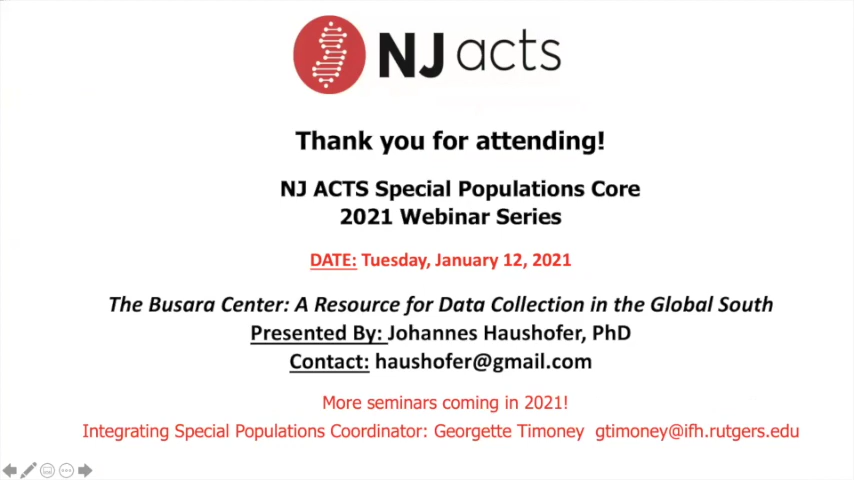 NJ acts
Thank you for attending!
NJ ACTS Special Populations Core
2021 Webinar Series
DATE: Tuesday, January 12, 2021
The Busara Center: A Resource for Data Collection in the Global South
Presented By: Johannes Haushofer, PhD
Contact: haushofer@gmail.com
More seminars coming in 2021!
Integrating Special Populations Coordinator: Georgette Timoney gtimoney@ifh.rutgers.edu